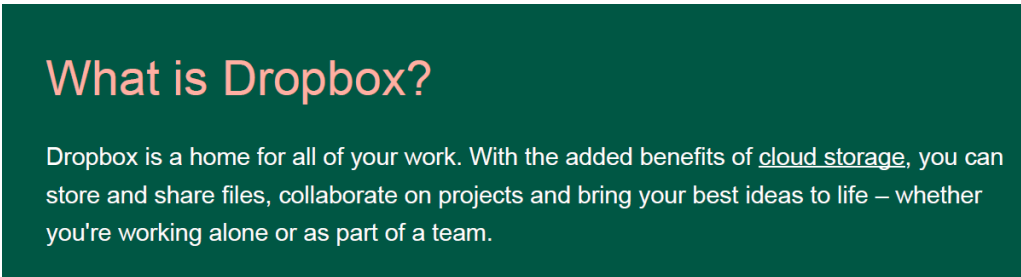 What is Dropbox?
Dropbox is a home for all of your work. With the added benefits of cloud storage, you can
store and share files, collaborate on projects and bring your best ideas to life – whether
you're working alone or as part of a team.